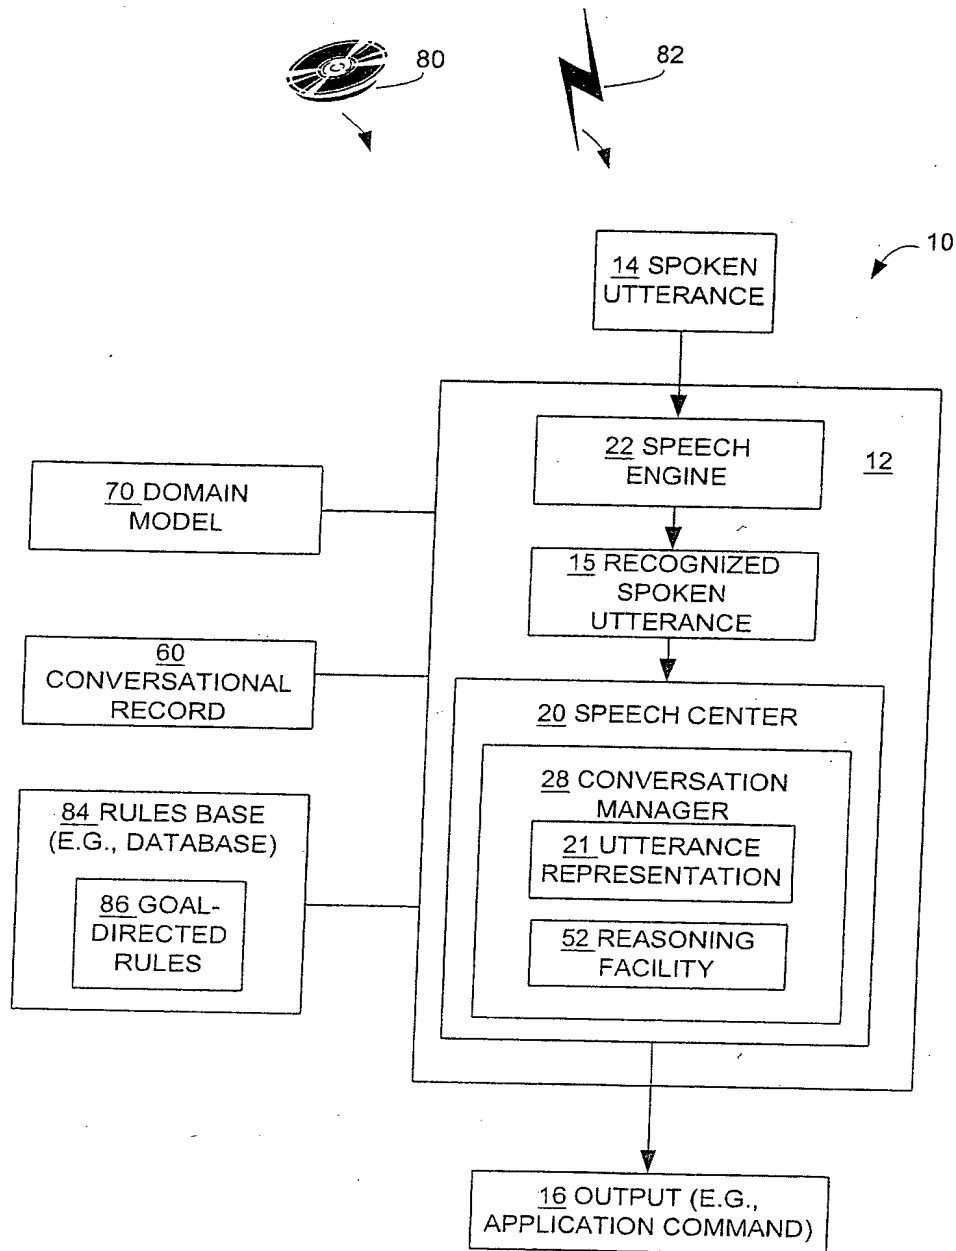 80
82
10
14 SPOKEN
UTTERANCE
22 SPEECH
ENGINE
12
70 DOMAIN
MODEL
15 RECOGNIZED
SPOKEN
UTTERANCE
60
CONVERSATIONAL
RECORD
20 SPEECH CENTER
28 CONVERSATION
MANAGER
84 RULES BASE
(E.G., DATABASE)
21 UTTERANCE
REPRESENTATION
86 GOAL-
DIRECTED
RULES
52 REASONING
FACILITY
16 OUTPUT (E.G.,
APPLICATION COMMAND)